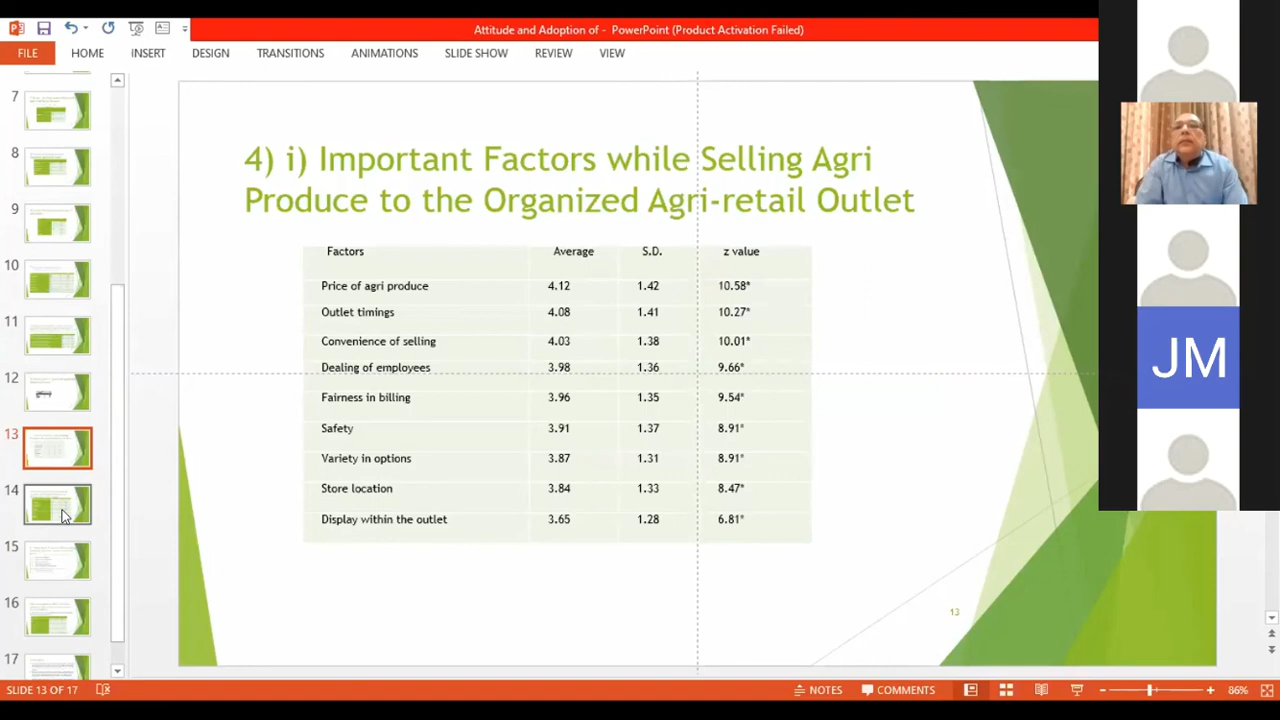 Attitude and Adoption of - PowerPoint (Product Activation Failed)
FILE HOME INSERT DESIGN TRANSITIONS ANIMATIONS SLIDE SHOW REVIEW VIEW
7
8
9
10
11
12
13
14
15
16
17
4) i) Important Factors while Selling Agri
Produce to the Organized Agri-retail Outlet
Factors Average S.D. z value
Price of agri produce 4.12 1.42 10.58*
Outlet timings 4.08 1.41 10.27*
Convenience of selling 4.03 1.38 10.01*
Dealing of employees 3.98 1.36 9.66*
Fairness in billing 3.96 1.35 9.54*
Safety 3.91 1.37 8.91*
Variety in options 3.87 1.31 8.91*
Store location 3.84 1.33 8.47*
Display within the outlet 3.65 1.28 6.81*
13
JM
SLIDE 13 OF 17 NOTES COMMENTS 86%